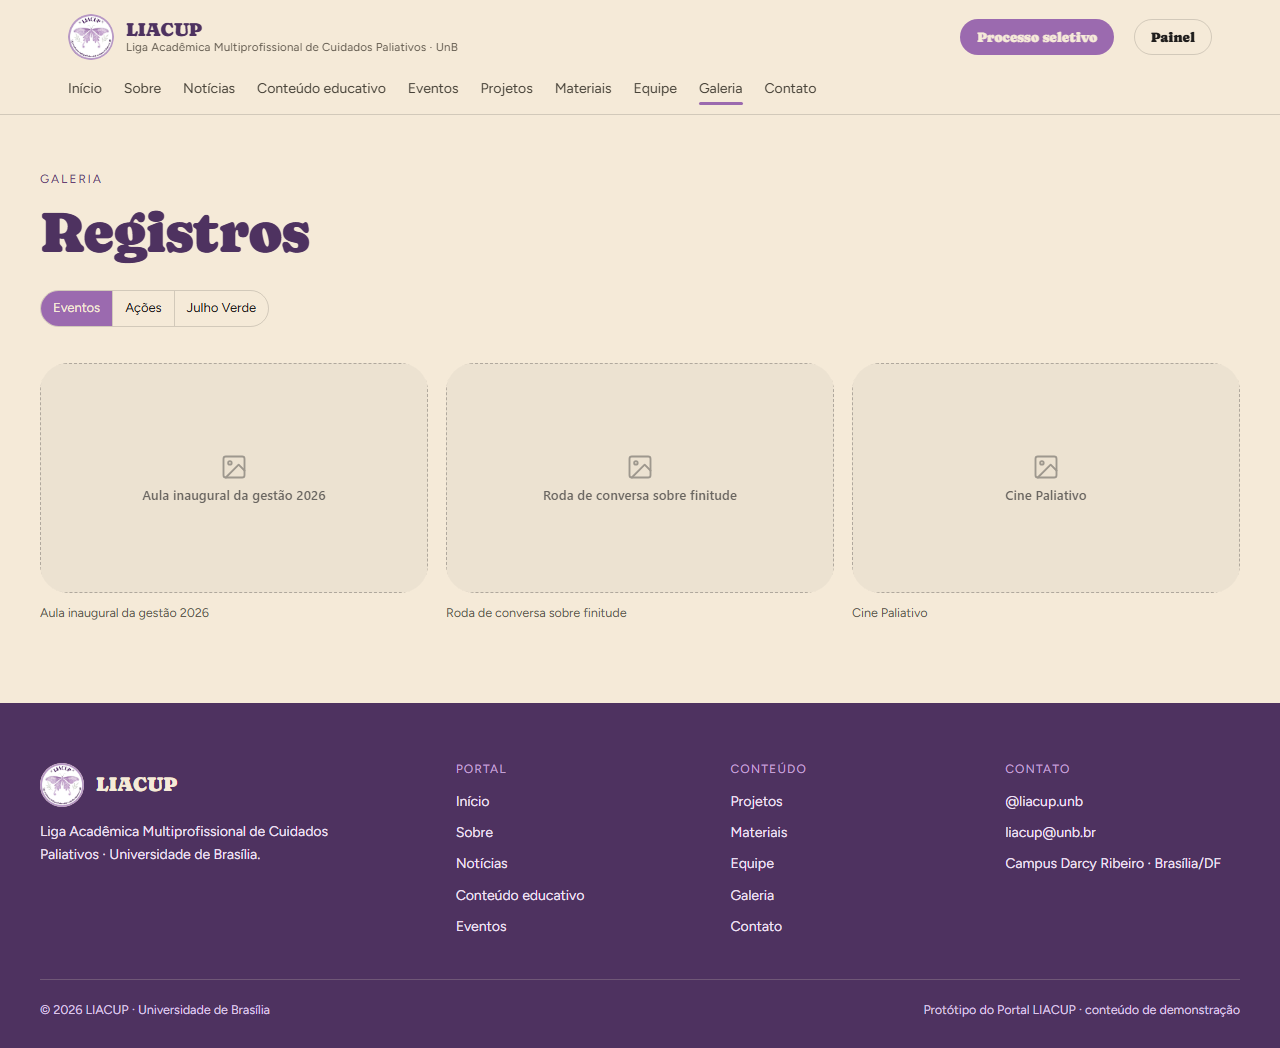 LIACUP
Liga Acadêmica Multiprofissional de Cuidados Paliativos · UnB
Processo seletivo
Painel
Início
Sobre
Notícias
Conteúdo educativo
Eventos
Projetos
Materiais
Equipe
Galeria
Contato
GALERIA
Registros
Eventos
Ações
Julho Verde
Aula inaugural da gestão 2026
Roda de conversa sobre finitude
Cine Paliativo
Aula inaugural da gestão 2026
Roda de conversa sobre finitude
Cine Paliativo
LIACUP
Liga Acadêmica Multiprofissional de Cuidados
Paliativos · Universidade de Brasília.
PORTAL
Início
Sobre
Notícias
Conteúdo educativo
Eventos
CONTEÚDO
Projetos
Materiais
Equipe
Galeria
Contato
CONTATO
@liacup.unb
liacup@unb.br
Campus Darcy Ribeiro · Brasília/DF
© 2026 LIACUP · Universidade de Brasília
Protótipo do Portal LIACUP · conteúdo de demonstração